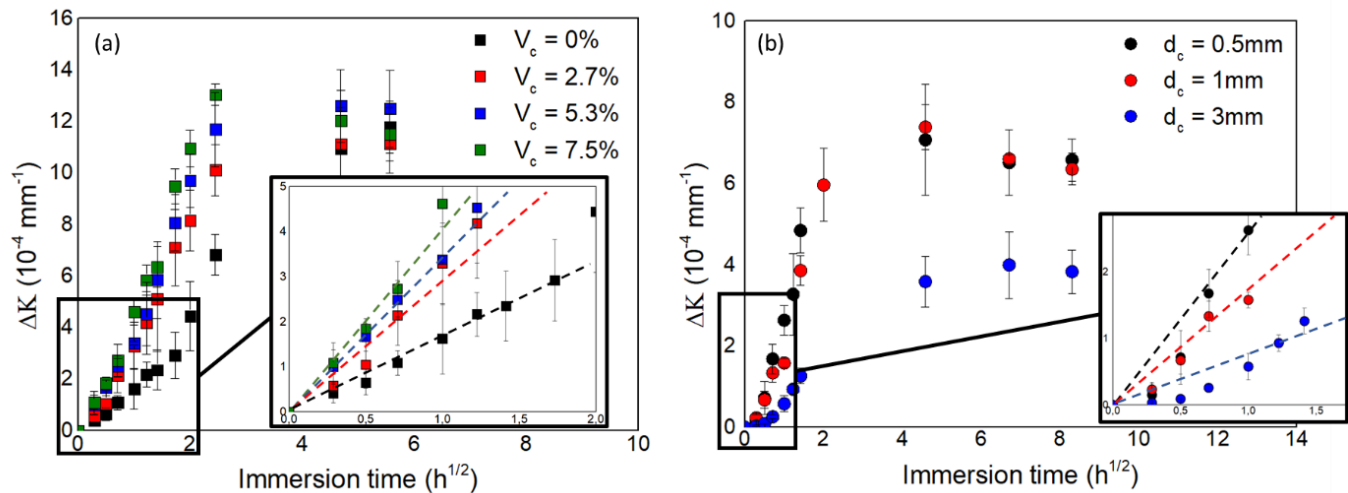 (a)
V_c = 0%
V_c = 2.7%
V_c = 5.3%
V_c = 7.5%
ΔK (10⁻⁴ mm⁻¹)
16
14
12
10
8
6
4
2
0
5
4
3
2
1
0
0.0 0.5 1.0 1.5 2.0
0 2 4 6 8 10
Immersion time (h^1/2)
(b)
d_c = 0.5mm
d_c = 1mm
d_c = 3mm
ΔK (10⁻⁴ mm⁻¹)
10
8
6
4
2
0
2
1
0
0.0 0.5 1.0 1.5
0 2 4 6 8 10 12 14
Immersion time (h^1/2)